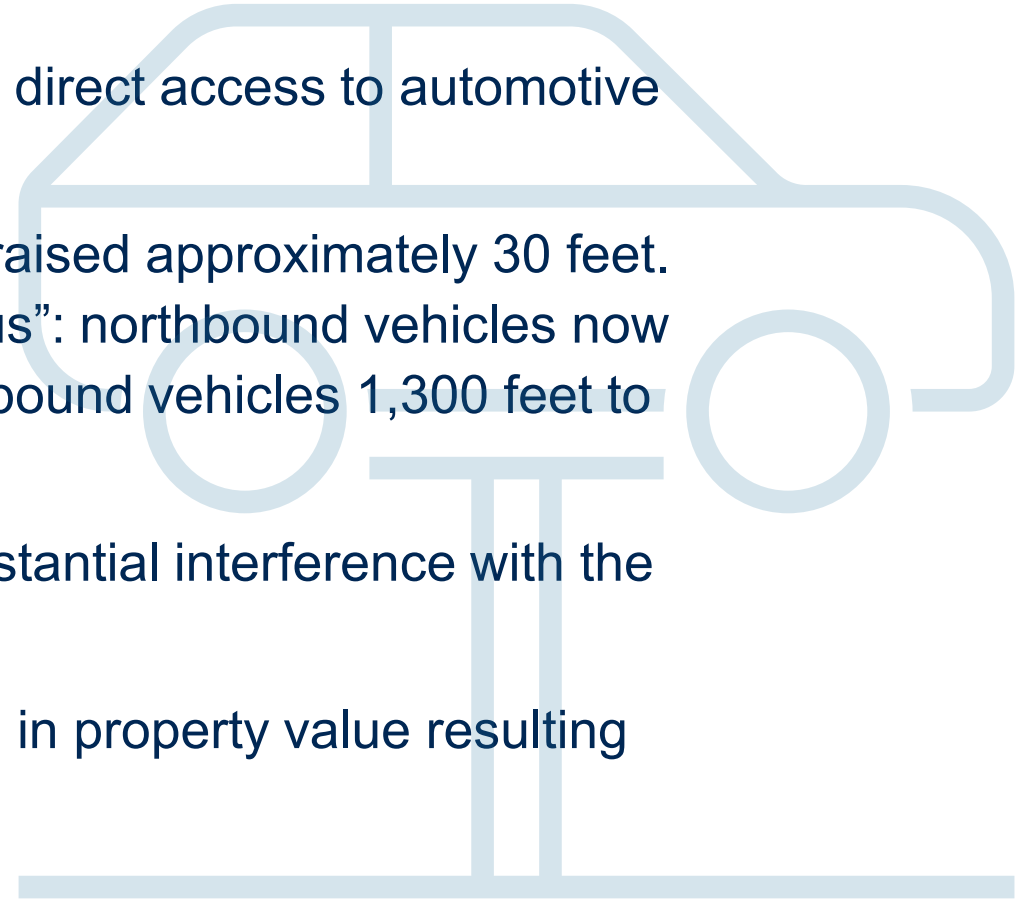 direct access to automotive
raised approximately 30 feet.
us”: northbound vehicles now
bound vehicles 1,300 feet to
stantial interference with the
in property value resulting